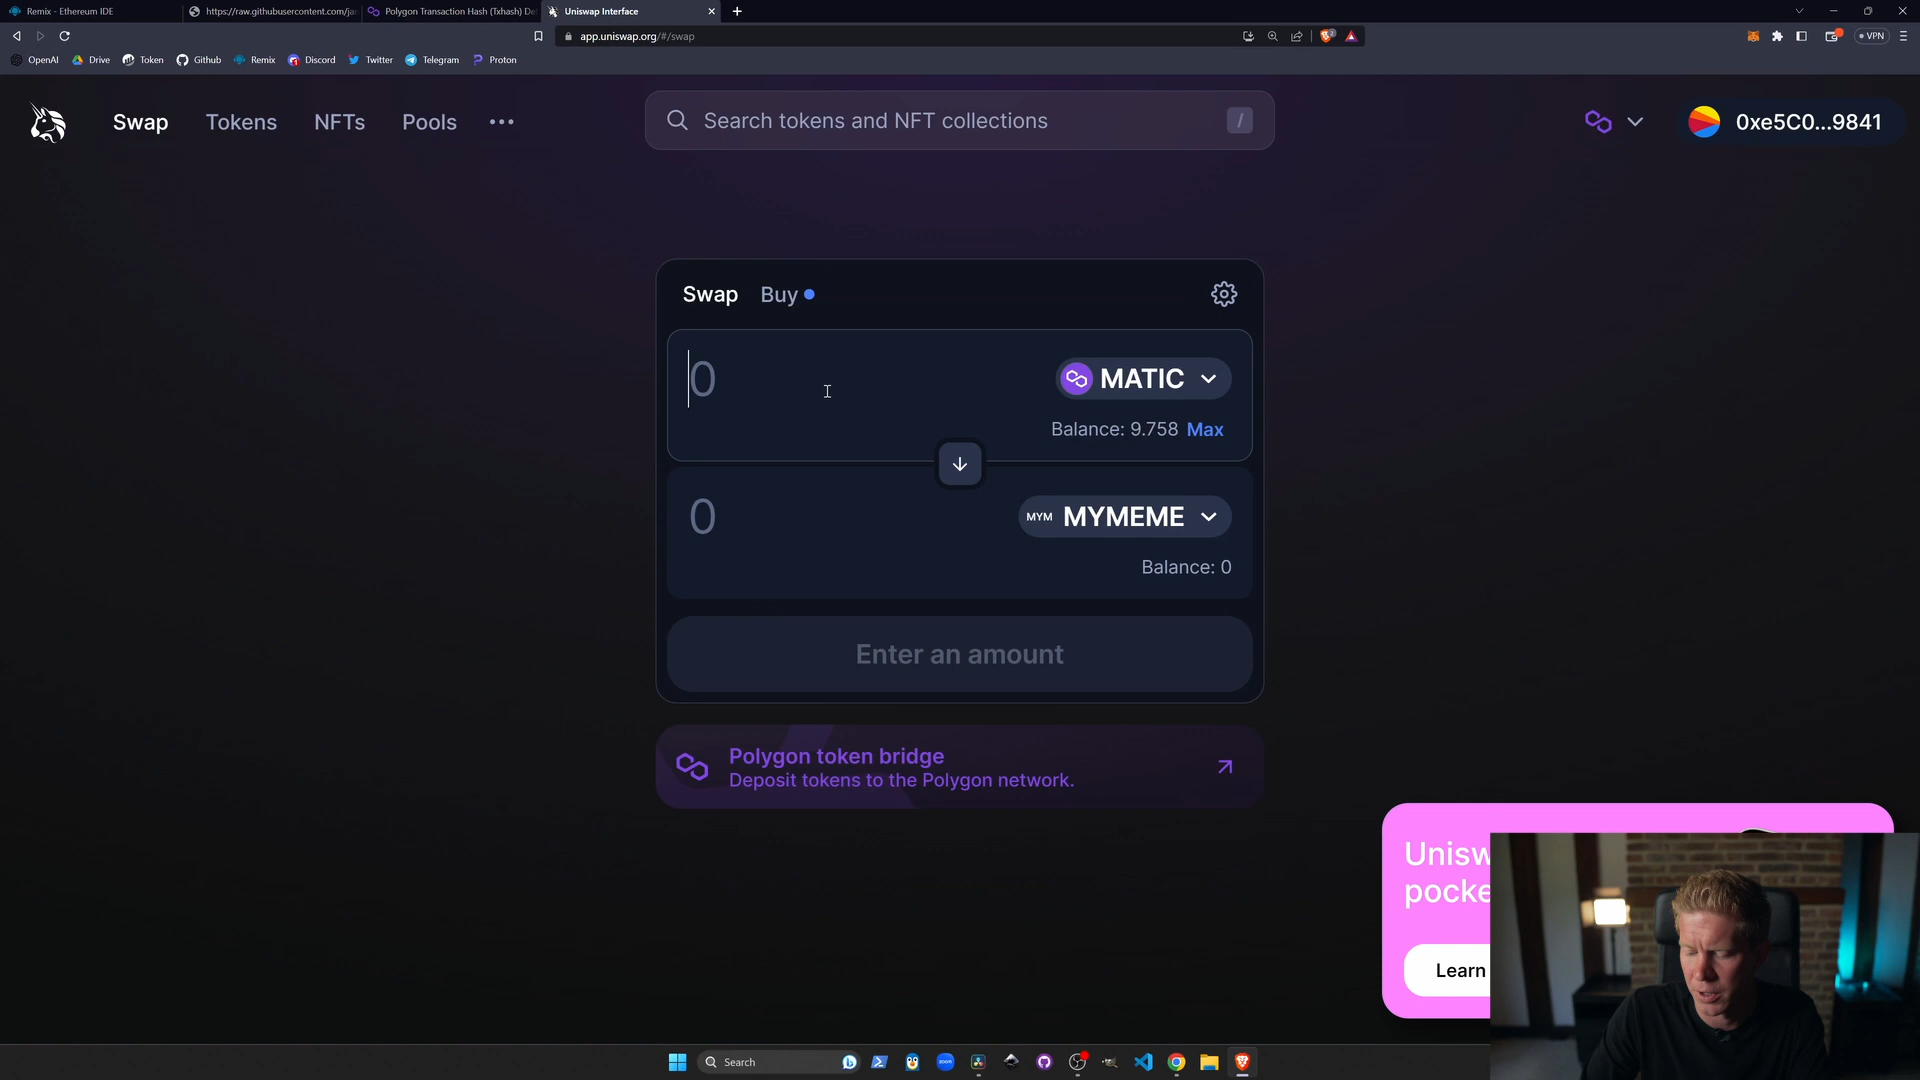 Remix - Ethereum IDE
https://raw.githubusercontent.com/ja
Polygon Transaction Hash (Txhash) De
Uniswap Interface
app.uniswap.org/#/swap
2
VPN
OpenAI
Drive
Token
Github
Remix
Discord
Twitter
Telegram
Proton
Swap
Tokens
NFTs
Pools
Search tokens and NFT collections
/
0xe5C0...9841
Swap
Buy
0
MATIC
Balance: 9.758 Max
0
MYM MYMEME
Balance: 0
Enter an amount
Polygon token bridge
Deposit tokens to the Polygon network.
Unisw
pocke
Learn
Search
zoom